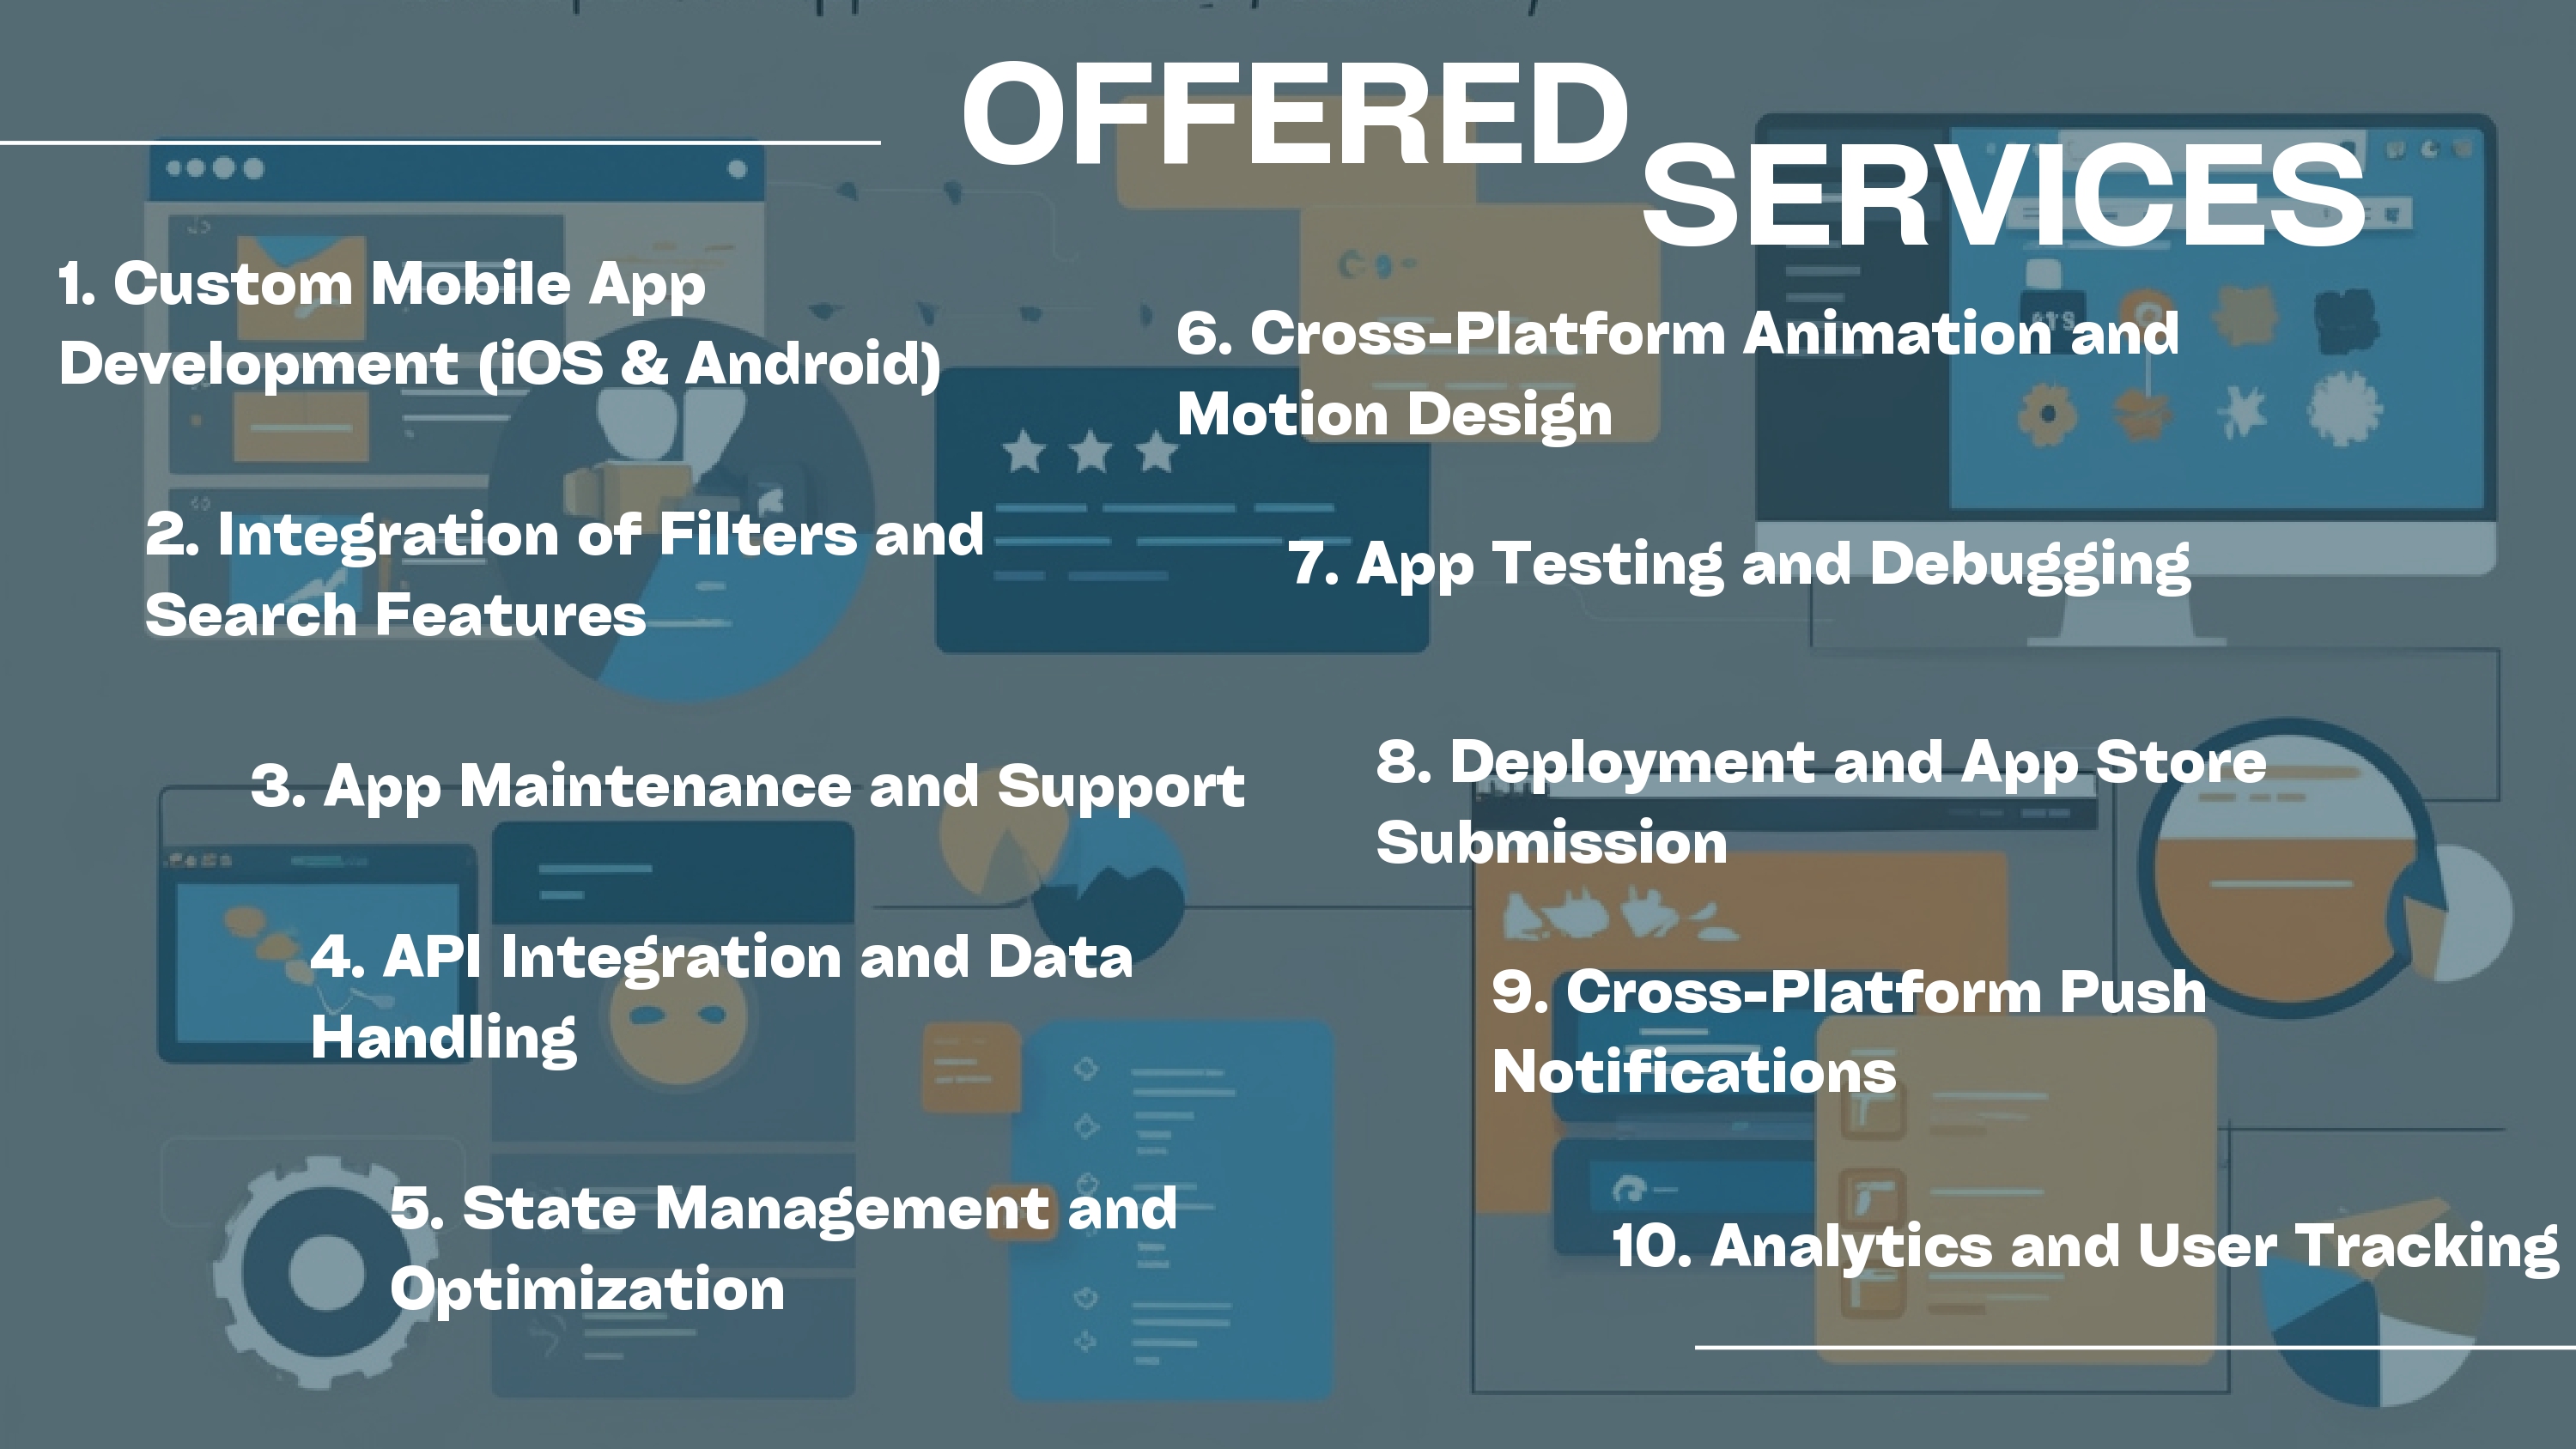 OFFERED
SERVICES
1. Custom Mobile App
Development (iOS & Android)
2. Integration of Filters and
Search Features
3. App Maintenance and Support
4. API Integration and Data
Handling
5. State Management and
Optimization
6. Cross-Platform Animation and
Motion Design
7. App Testing and Debugging
8. Deployment and App Store
Submission
9. Cross-Platform Push
Notifications
10. Analytics and User Tracking